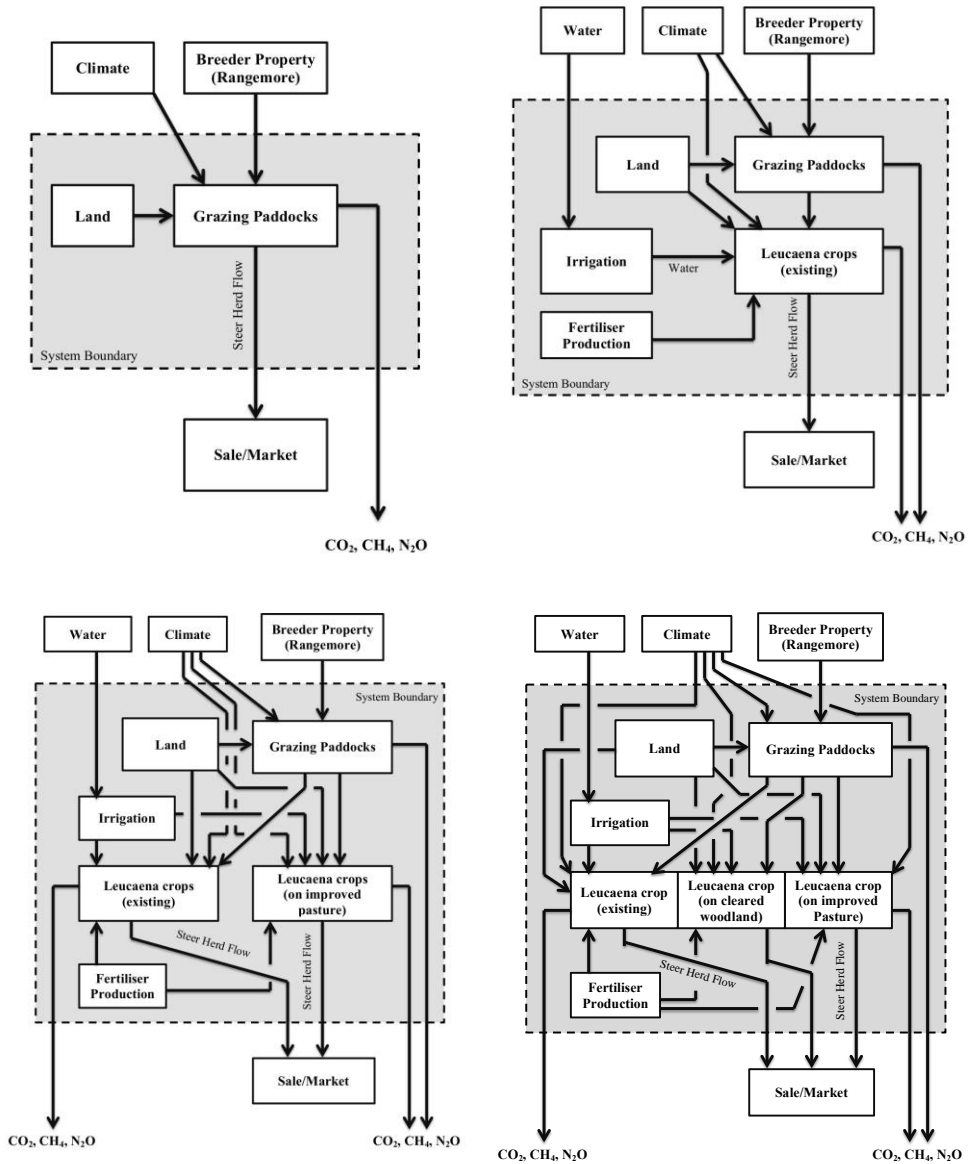 Climate
Breeder Property
(Rangemore)
Land
Grazing Paddocks
Steer Herd Flow
System Boundary
Sale/Market
CO₂, CH₄, N₂O
Water
Climate
Breeder Property
(Rangemore)
Land
Grazing Paddocks
Irrigation
Water
Leucaena crops
(existing)
Fertiliser
Production
Steer Herd Flow
System Boundary
Sale/Market
CO₂, CH₄, N₂O
Water
Climate
Breeder Property
(Rangemore)
System Boundary
Land
Grazing Paddocks
Irrigation
Leucaena crops
(existing)
Leucaena crops
(on improved
pasture)
Steer Herd Flow
Steer Herd Flow
Fertiliser
Production
Sale/Market
CO₂, CH₄, N₂O
CO₂, CH₄, N₂O
Water
Climate
Breeder Property
(Rangemore)
System Boundary
Land
Grazing Paddocks
Irrigation
Leucaena crop
(existing)
Leucaena crop
(on cleared
woodland)
Leucaena crop
(on improved
Pasture)
Steer Herd Flow
Steer Herd Flow
Fertiliser
Production
Sale/Market
CO₂, CH₄, N₂O
CO₂, CH₄, N₂O